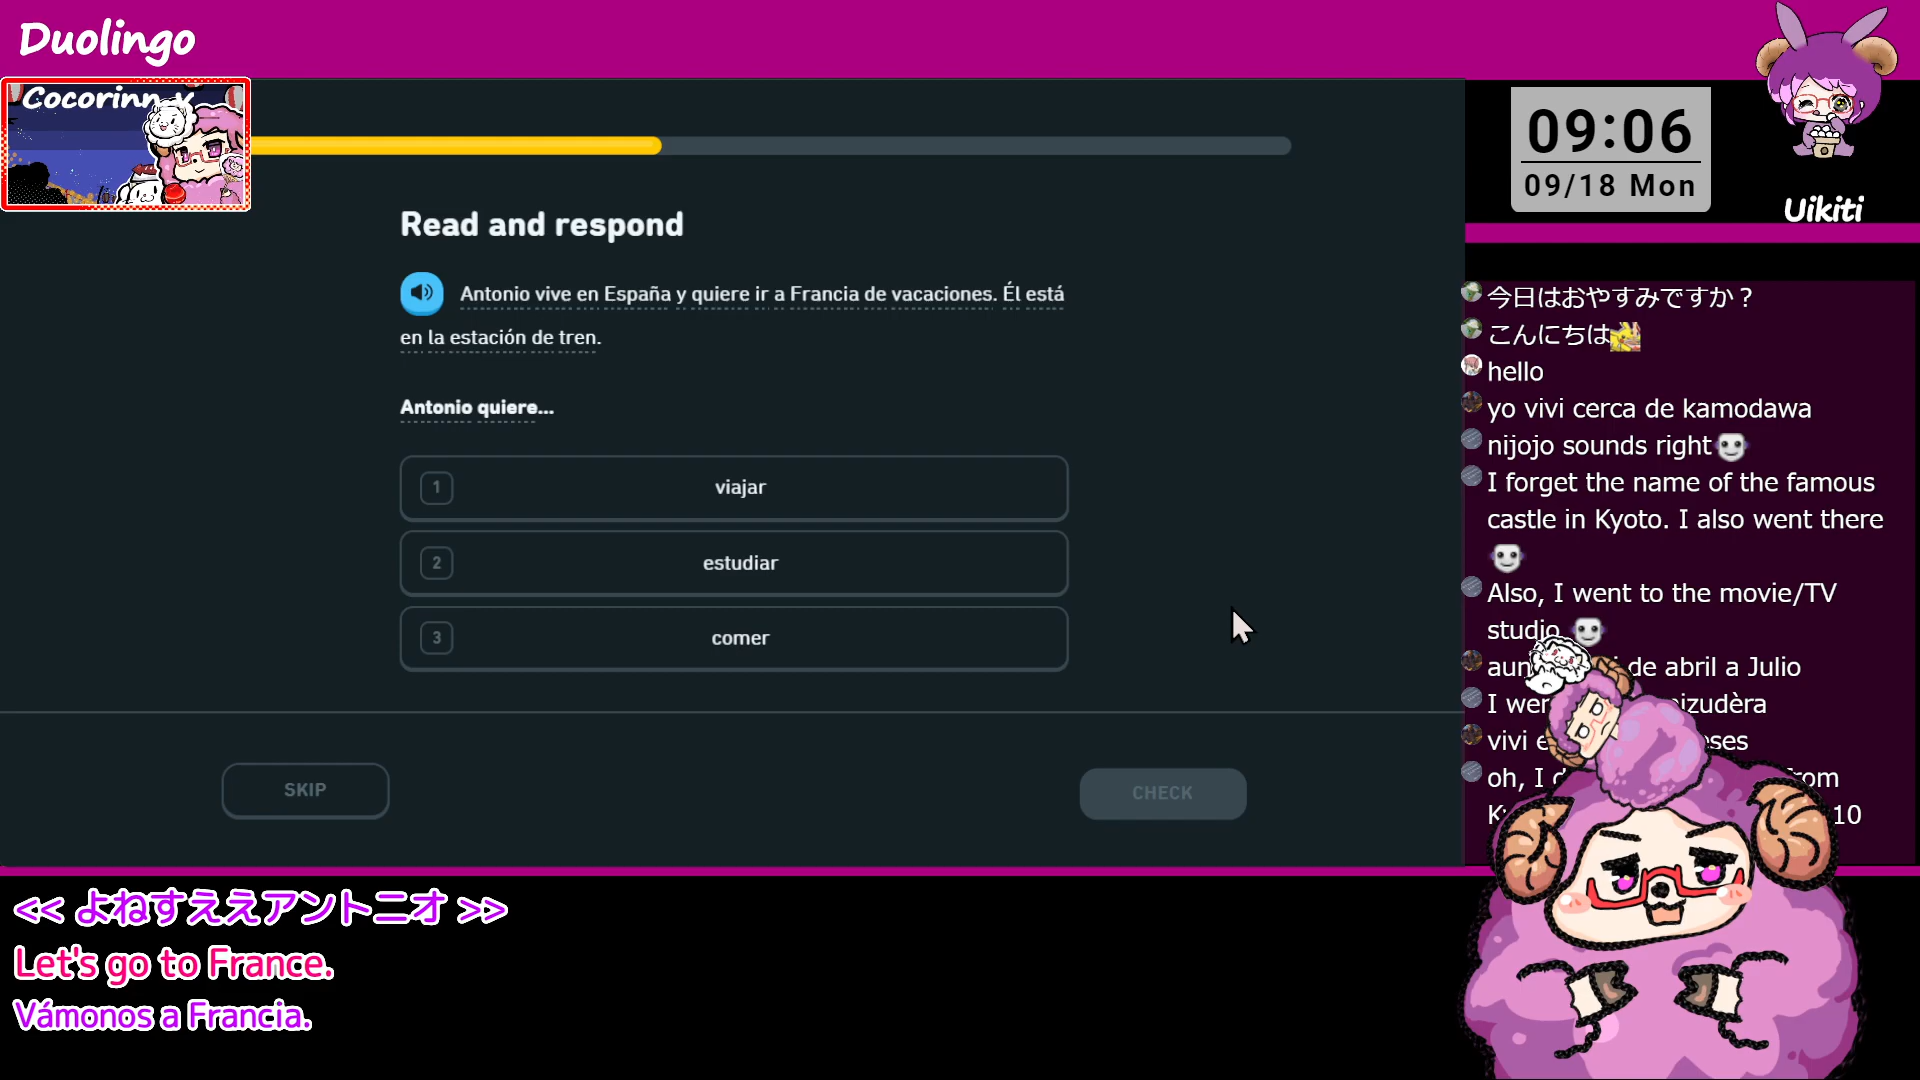 Duolingo
Cocorinn_y
09:06
09/18 Mon
Uikiti
Read and respond
Antonio vive en España y quiere ir a Francia de vacaciones. Él está
en la estación de tren.
Antonio quiere...
1 viajar
2 estudiar
3 comer
SKIP
CHECK
今日はおやすみですか？
こんにちは
hello
yo vivi cerca de kamodawa
nijojo sounds right
I forget the name of the famous
castle in Kyoto. I also went there
Also, I went to the movie/TV
studio
de abril a Julio
I
vivi
oh, I
10
<< よねすええアントニオ >>
Let's go to France.
Vámonos a Francia.